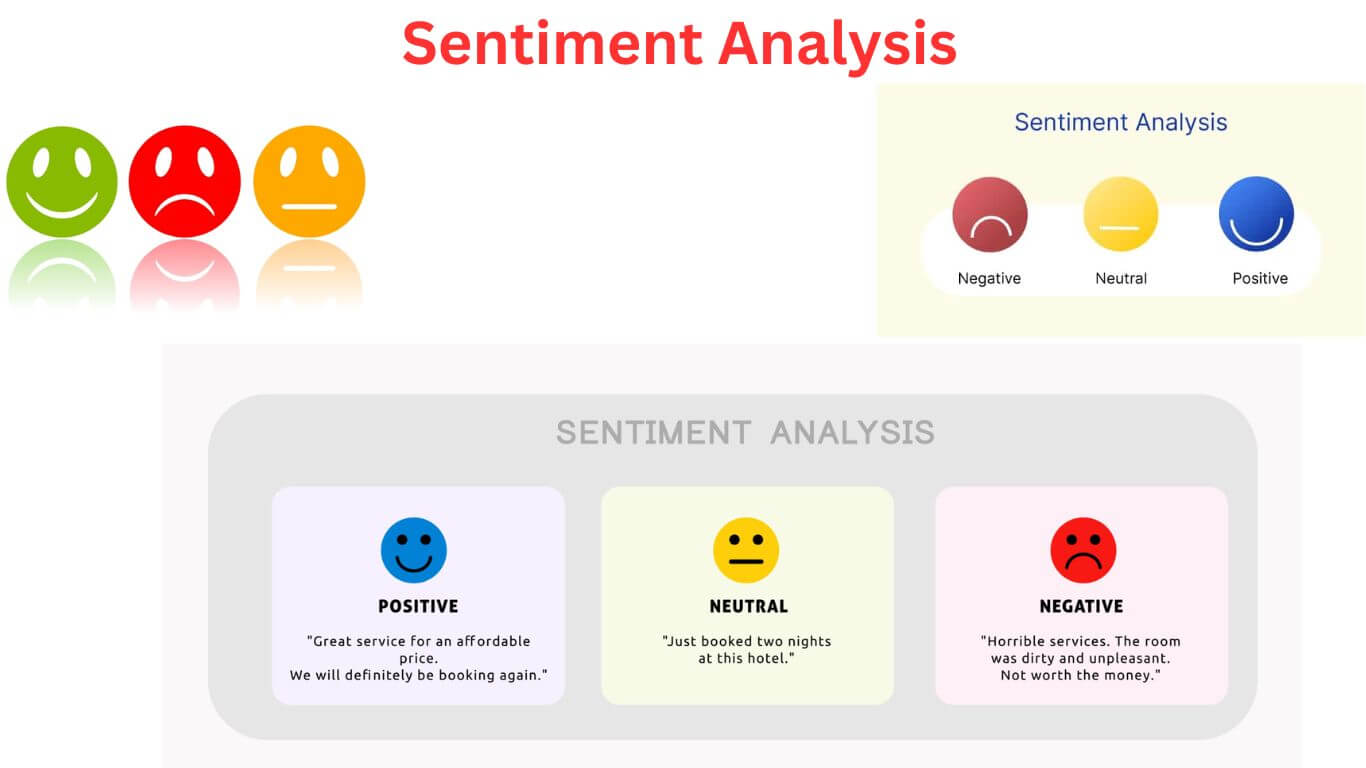 Sentiment Analysis
Sentiment Analysis
Negative
Neutral
Positive
SENTIMENT ANALYSIS
POSITIVE
"Great service for an affordable
price.
We will definitely be booking again."
NEUTRAL
"Just booked two nights
at this hotel."
NEGATIVE
"Horrible services. The room
was dirty and unpleasant.
Not worth the money."